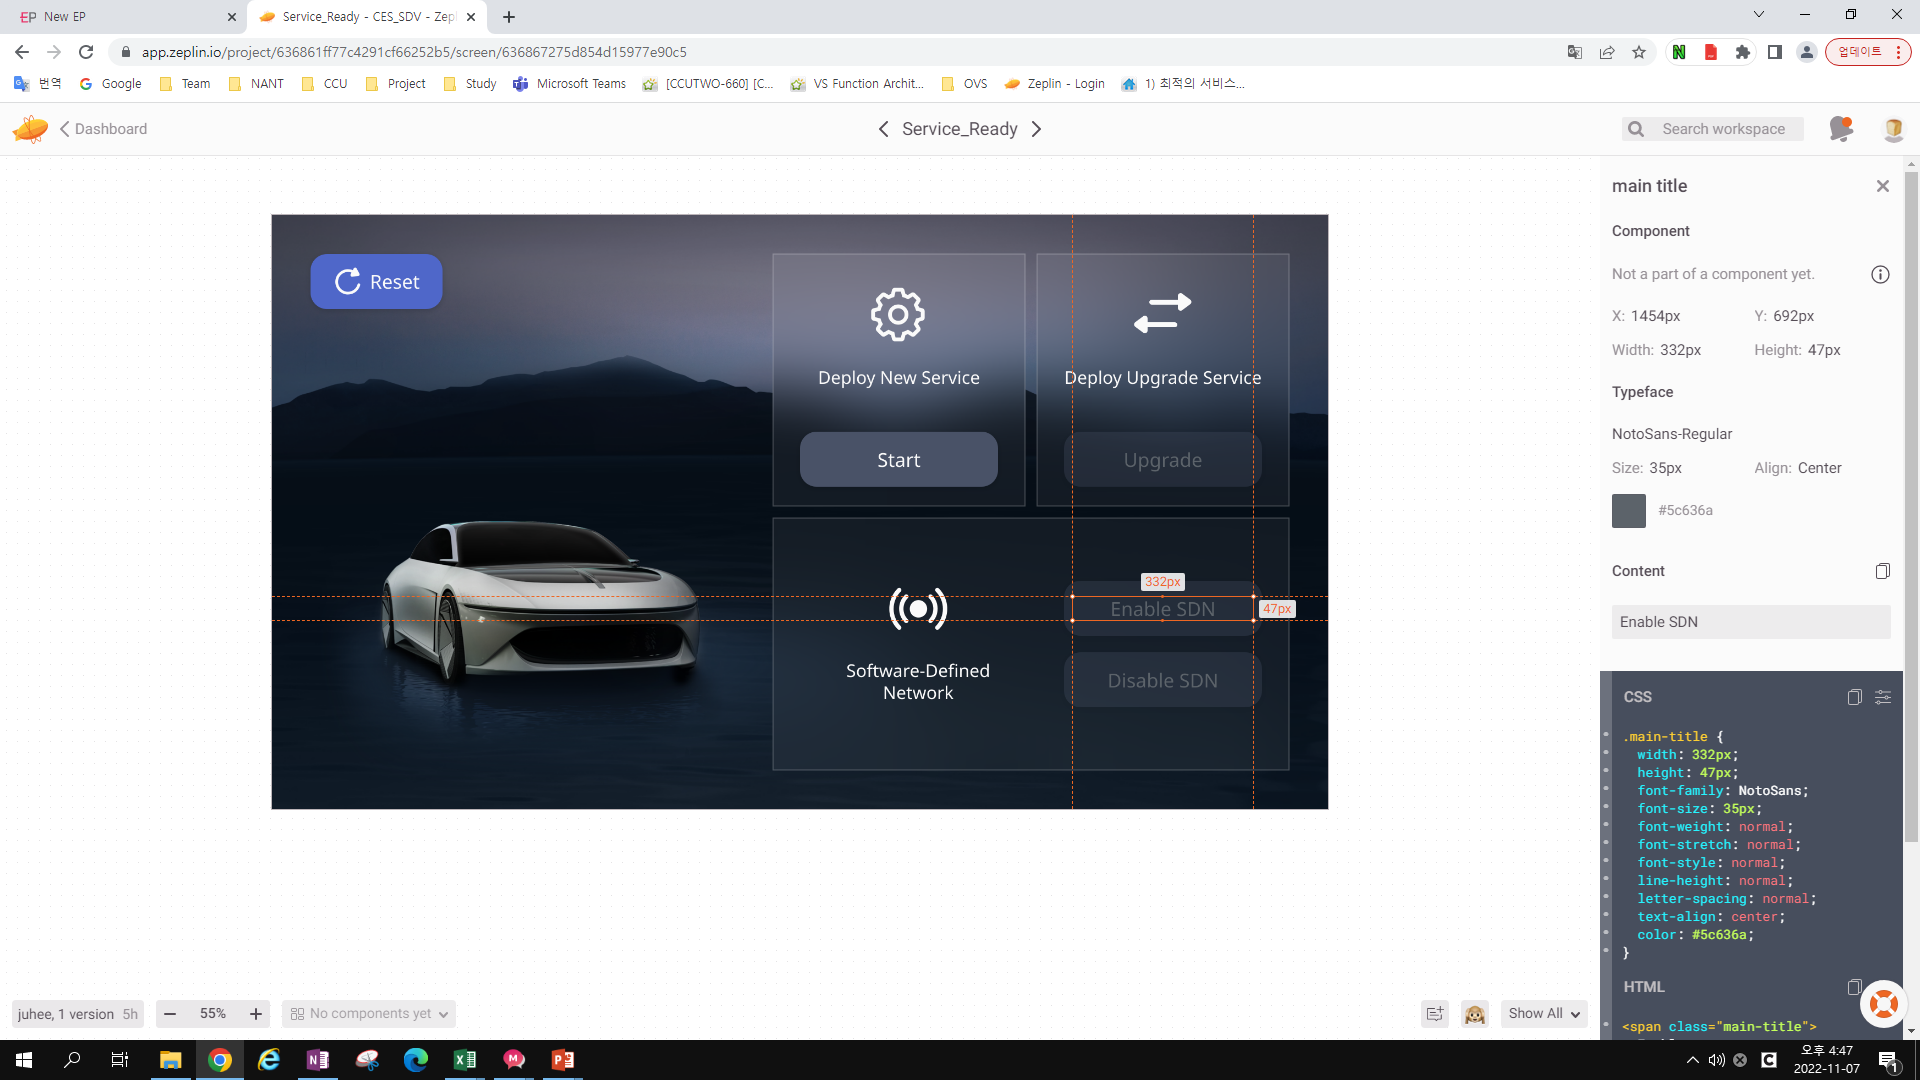 New EP
Service_Ready - CES_SDV - Zepl
app.zeplin.io/project/636861ff77c4291cf66252b5/screen/636867275d854d15977e90c5
업데이트
번역
Google
Team
NANT
CCU
Project
Study
Microsoft Teams
[CCUTWO-660] [C...
VS Function Archit...
OVS
Zeplin - Login
1) 최적의 서비스...
Dashboard
Service_Ready
Search workspace
Reset
Deploy New Service
Deploy Upgrade Service
Start
Upgrade
332px
Enable SDN
47px
Software-Defined
Network
Disable SDN
main title
Component
Not a part of a component yet.
X: 1454px
Y: 692px
Width: 332px
Height: 47px
Typeface
NotoSans-Regular
Size: 35px
Align: Center
#5c636a
Content
Enable SDN
CSS
.main-title {
width: 332px;
height: 47px;
font-family: NotoSans;
font-size: 35px;
font-weight: normal;
font-stretch: normal;
font-style: normal;
line-height: normal;
letter-spacing: normal;
text-align: center;
color: #5c636a;
}
HTML
<span class="main-title">
juhee, 1 version 5h
55%
No components yet
Show All
오후 4:47
2022-11-07
1